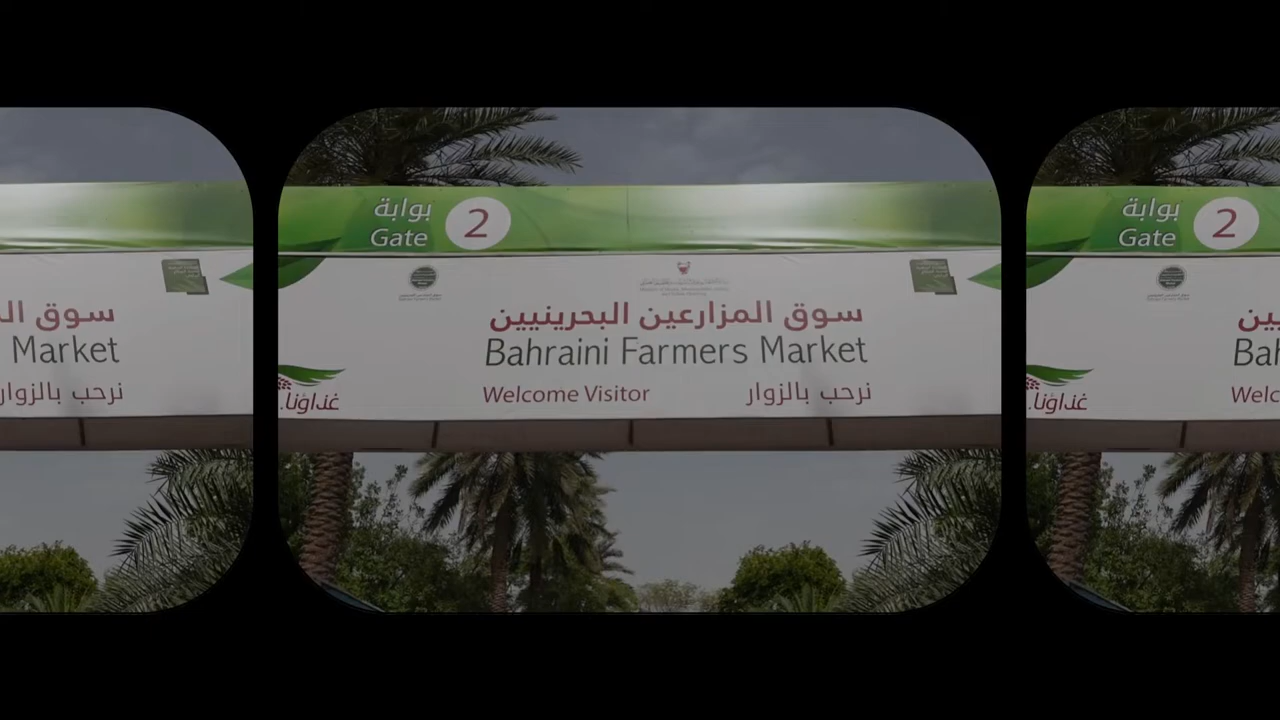 بوابة
Gate
2
سوق المزارعين البحرينيين
Bahraini Farmers Market
Welcome Visitor
نرحب بالزوار
غذاؤنا